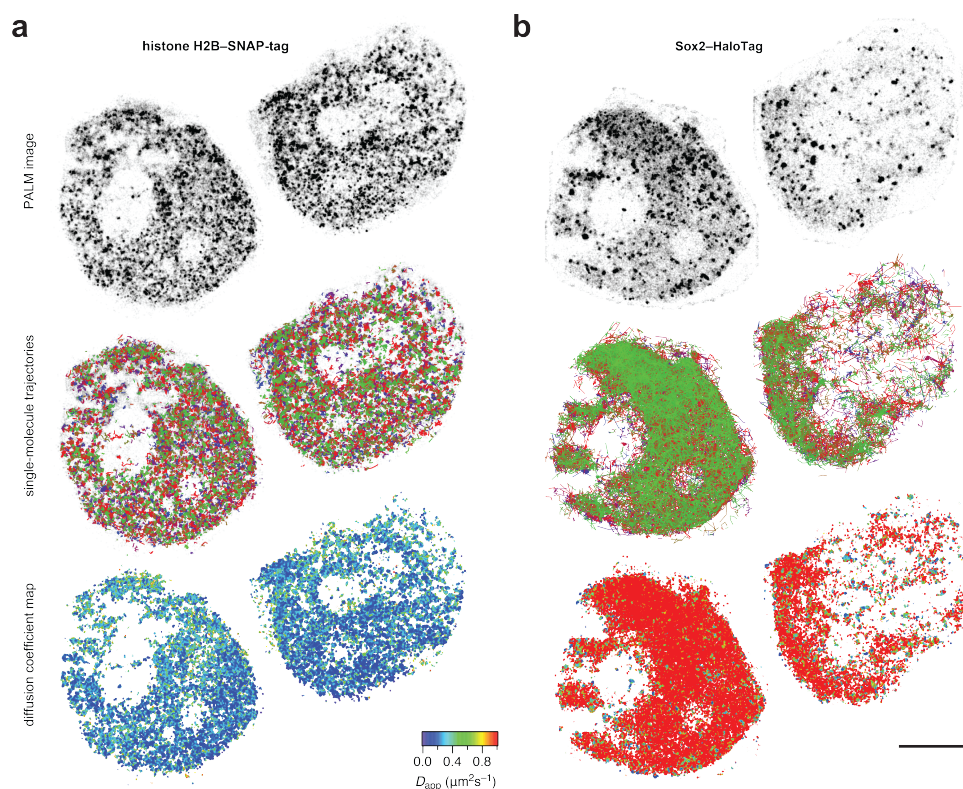 a
histone H2B–SNAP-tag
b
Sox2–HaloTag
PALM image
single-molecule trajectories
diffusion coefficient map
0.0 0.4 0.8
Dapp (μm²s⁻¹)